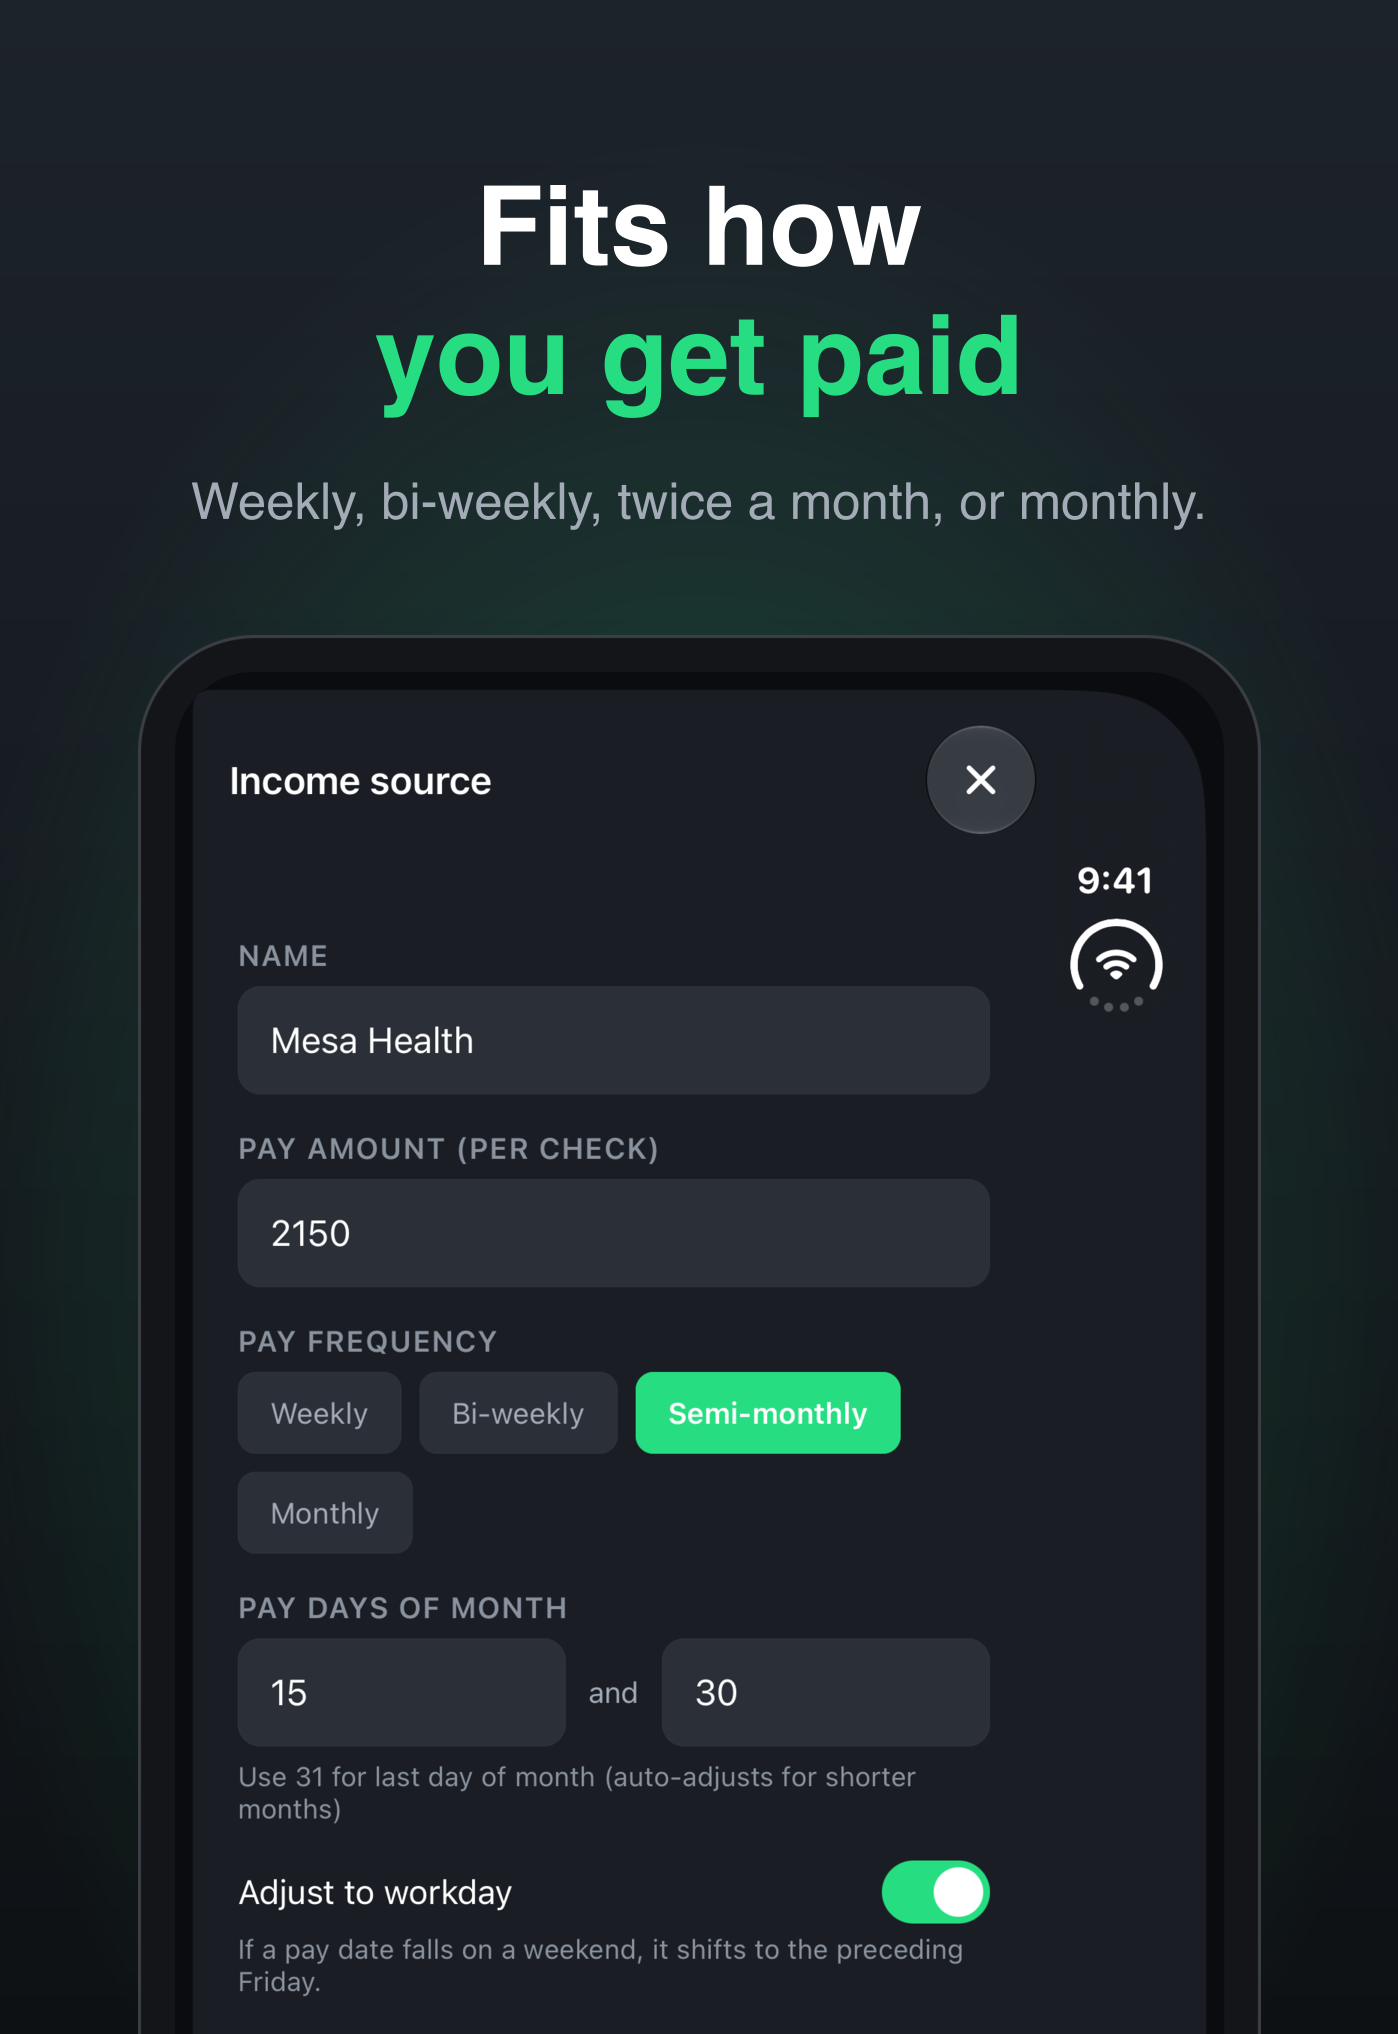 Fits how
you get paid
Weekly, bi-weekly, twice a month, or monthly.
Income source
9:41
NAME
Mesa Health
PAY AMOUNT (PER CHECK)
2150
PAY FREQUENCY
Weekly Bi-weekly Semi-monthly
Monthly
PAY DAYS OF MONTH
15 and 30
Use 31 for last day of month (auto-adjusts for shorter
months)
Adjust to workday
If a pay date falls on a weekend, it shifts to the preceding
Friday.